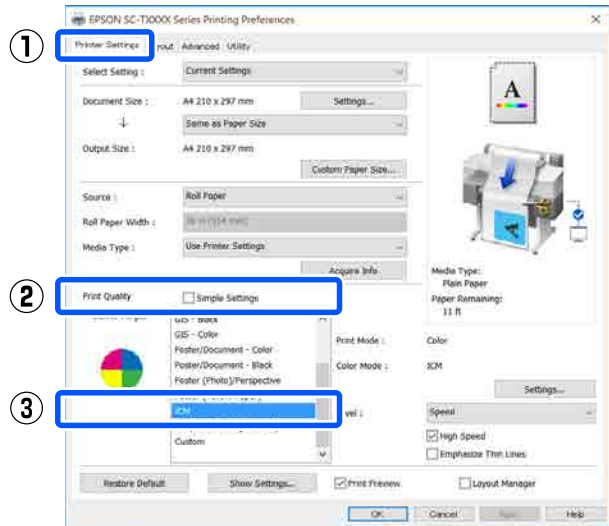 EPSON SC-TXXXX Series Printing Preferences
①
Printer Settings
Advanced
Utility
Select Setting :
Current Settings
Document Size :
A4 210 x 297 mm
Settings...
Same as Paper Size
Output Size :
A4 210 x 297 mm
Custom Paper Size...
A
Source :
Roll Paper
Roll Paper Width :
Media Type :
Use Printer Settings
Acquire Info
Media Type:
Plain Paper
Paper Remaining:
11 ft
②
Print Quality
Simple Settings
GIS - Color
Poster/Document - Color
Poster/Document - Black
Poster (Photo)/Perspective
③
ICM
Custom
Print Mode :
Color
Color Mode :
ICM
Settings...
Speed
High Speed
Emphasize Thin Lines
Restore Default
Show Settings...
Print Preview
Layout Manager
OK
Cancel
Help